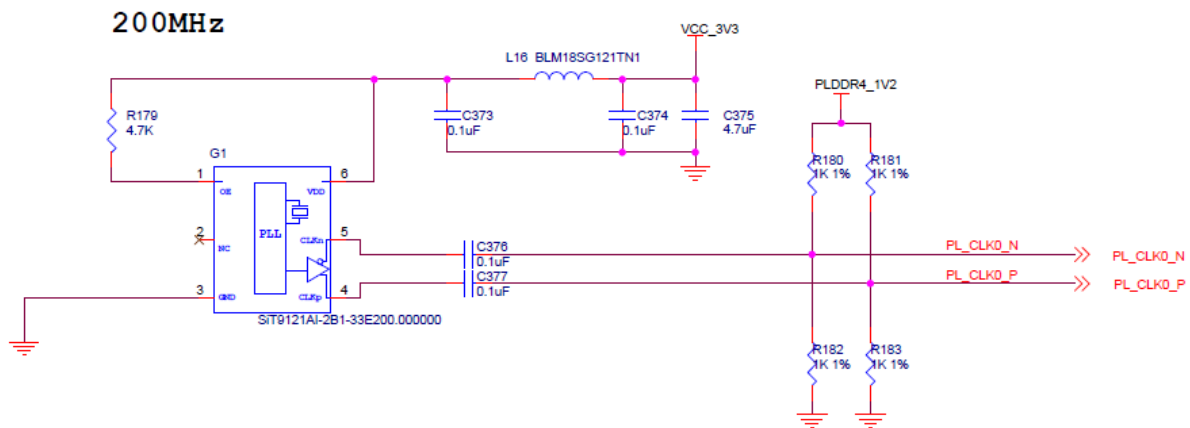 200MHz
VCC_3V3
L16 BLM18SG121TN1
PLDDR4_1V2
R179
4.7K
C373
0.1uF
C374
0.1uF
C375
4.7uF
G1
R180
1K 1%
R181
1K 1%
1
OE
VDD
6
PLL
2
NC
CLKn
5
C376
0.1uF
PL_CLK0_N
PL_CLK0_N
C377
0.1uF
PL_CLK0_P
PL_CLK0_P
3
GND
CLKp
4
SiT9121AI-2B1-33E200.000000
R182
1K 1%
R183
1K 1%